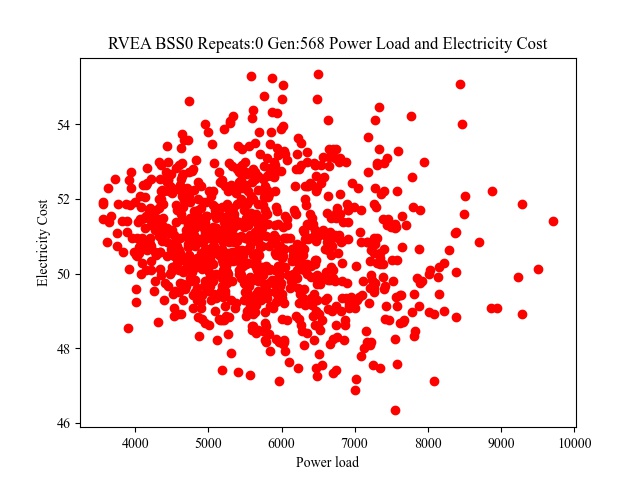 RVEA BSS0 Repeats:0 Gen:568 Power Load and Electricity Cost
54
52
50
48
46
Electricity Cost
4000 5000 6000 7000 8000 9000 10000
Power load